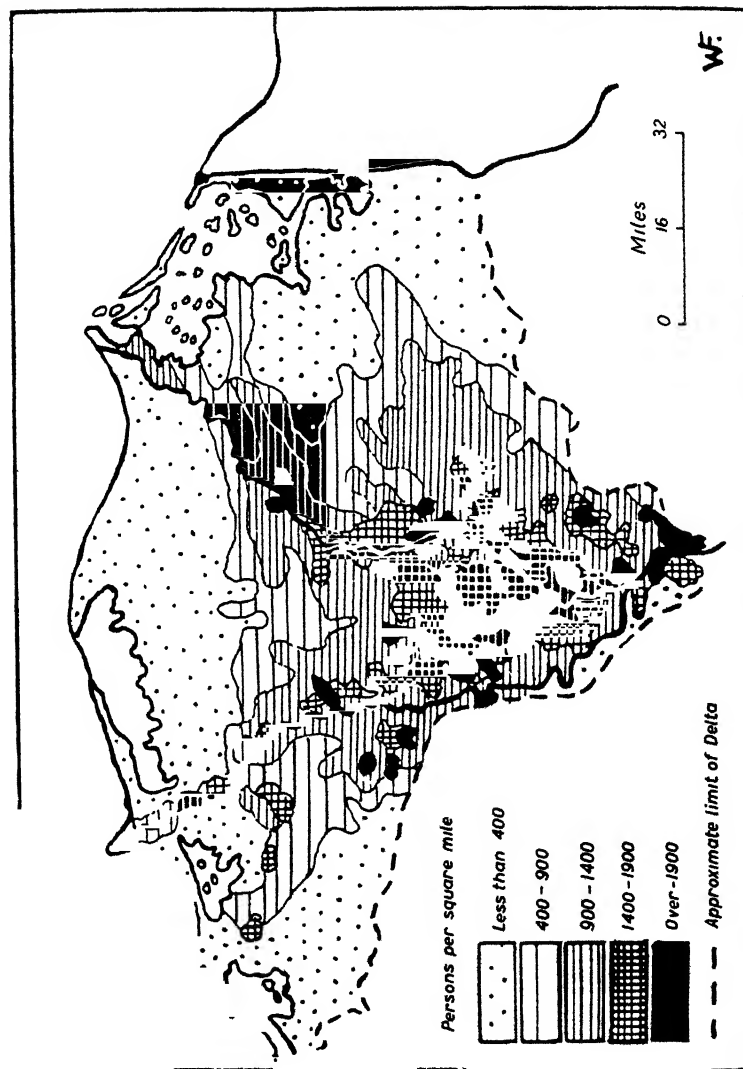 Persons per square mile
Less than 400
400-900
900-1400
1400-1900
Over-1900
Approximate limit of Delta
Miles
0 16 32
W.F.